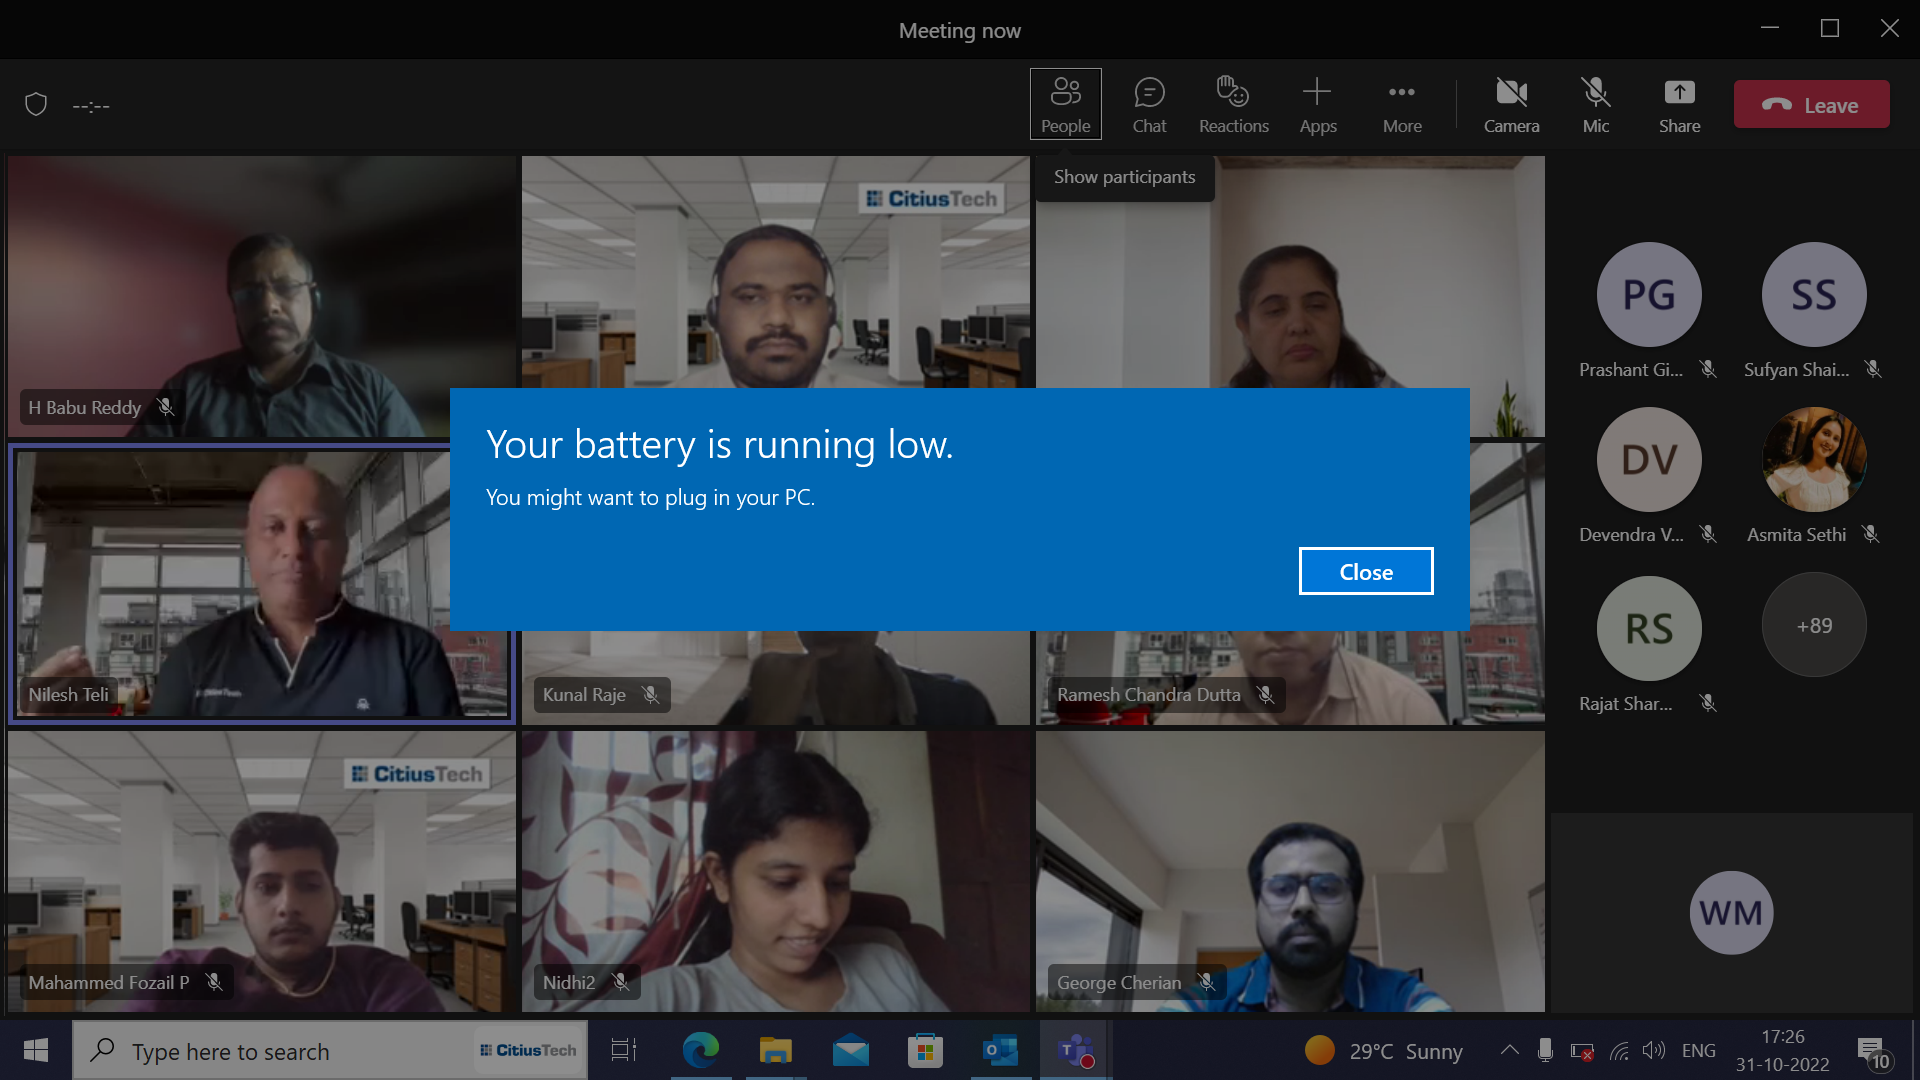 Meeting now
--:--
People
Chat
Reactions
Apps
More
Camera
Mic
Share
Leave
Show participants
CitiusTech
H Babu Reddy
PG
SS
Prashant Gi...
Sufyan Shai...
Your battery is running low.
You might want to plug in your PC.
Close
DV
Devendra V...
Asmita Sethi
RS
+89
Rajat Shar...
Nilesh Teli
Kunal Raje
Ramesh Chandra Dutta
CitiusTech
Mahammed Fozail P
Nidhi2
George Cherian
WM
Type here to search
CitiusTech
29°C Sunny
ENG
17:26
31-10-2022
10